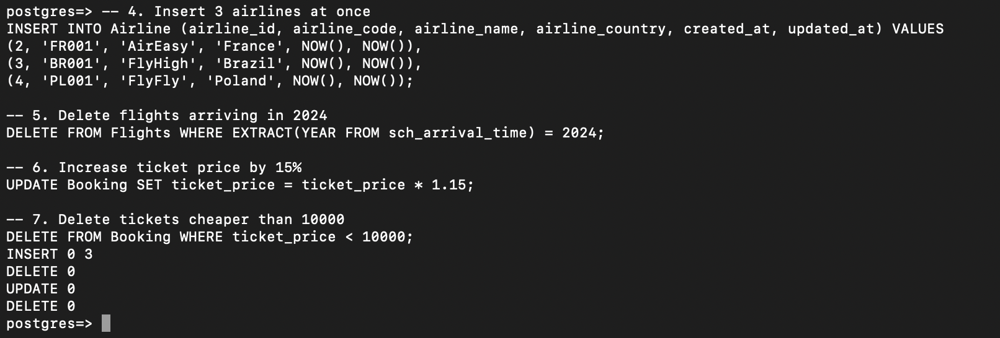 postgres=> -- 4. Insert 3 airlines at once
INSERT INTO Airline (airline_id, airline_code, airline_name, airline_country, created_at, updated_at) VALUES
(2, 'FR001', 'AirEasy', 'France', NOW(), NOW()),
(3, 'BR001', 'FlyHigh', 'Brazil', NOW(), NOW()),
(4, 'PL001', 'FlyFly', 'Poland', NOW(), NOW());

-- 5. Delete flights arriving in 2024
DELETE FROM Flights WHERE EXTRACT(YEAR FROM sch_arrival_time) = 2024;

-- 6. Increase ticket price by 15%
UPDATE Booking SET ticket_price = ticket_price * 1.15;

-- 7. Delete tickets cheaper than 10000
DELETE FROM Booking WHERE ticket_price < 10000;
INSERT 0 3
DELETE 0
UPDATE 0
DELETE 0
postgres=>